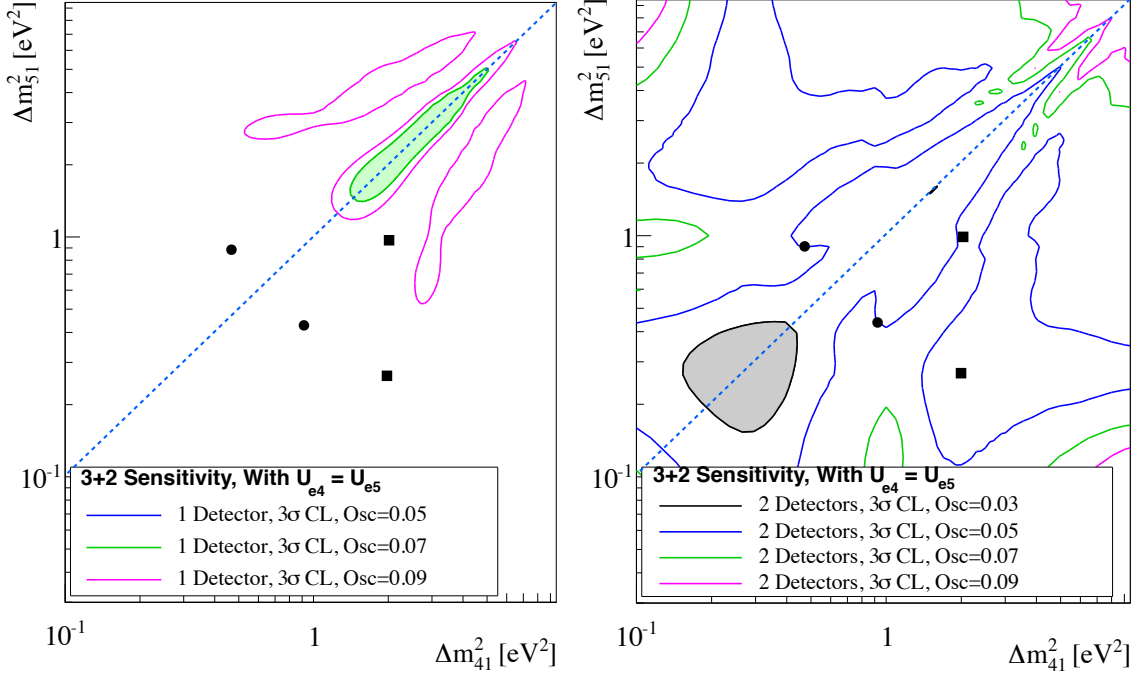 Δm²₅₁ [eV²]
1
10⁻¹
3+2 Sensitivity, With Uₑ₄ = Uₑ₅
1 Detector, 3σ CL, Osc=0.05
1 Detector, 3σ CL, Osc=0.07
1 Detector, 3σ CL, Osc=0.09
10⁻¹
1
Δm²₄₁ [eV²]
Δm²₅₁ [eV²]
1
10⁻¹
3+2 Sensitivity, With Uₑ₄ = Uₑ₅
2 Detectors, 3σ CL, Osc=0.03
2 Detectors, 3σ CL, Osc=0.05
2 Detectors, 3σ CL, Osc=0.07
2 Detectors, 3σ CL, Osc=0.09
10⁻¹
1
Δm²₄₁ [eV²]